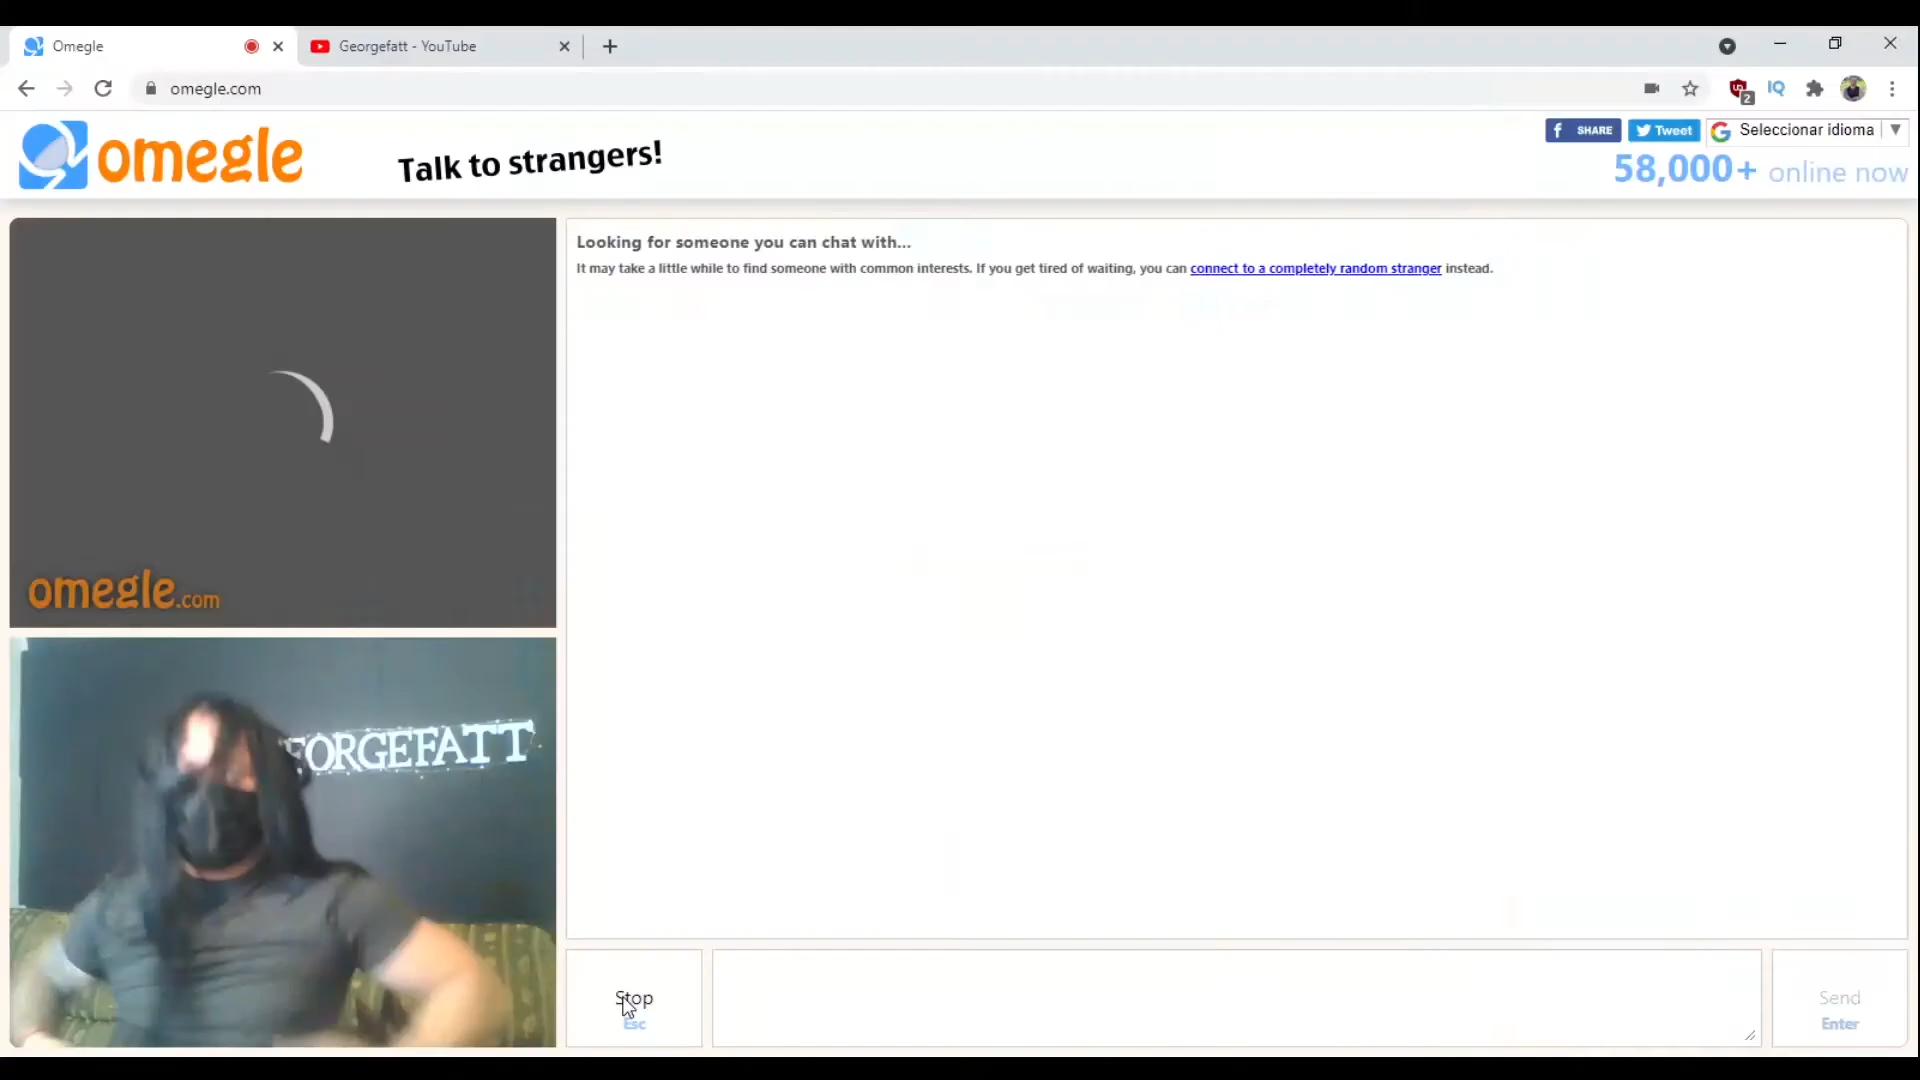 Omegle
Georgefatt - YouTube
omegle.com
2
IQ
omegle
Talk to strangers!
SHARE
Tweet
Seleccionar idioma
58,000+ online now
Looking for someone you can chat with...
It may take a little while to find someone with common interests. If you get tired of waiting, you can connect to a completely random stranger instead.
omegle.com
ORGEFATT
Stop
Esc
Send
Enter